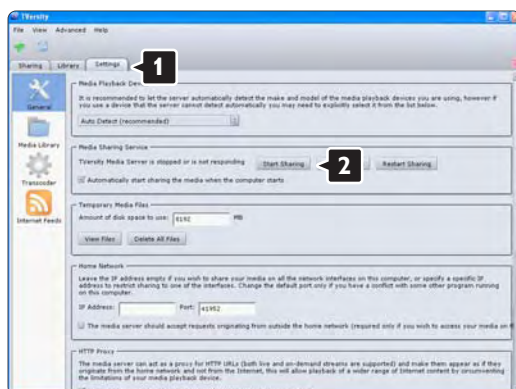 TVersity
File View Advanced Help
Sharing Library Settings
1
General
Media Library
Transcoder
Internet Feeds
Media Playback Dev
It is recommended to let the server automatically detect the make and model of the media playback devices you are using, however if
you use a device that the server cannot detect automatically you may need to explicitly select it from the list below.
Auto Detect (recommended)
Media Sharing Service
TVersity Media Server is stopped or is not responding Start Sharing 2 Restart Sharing
Automatically start sharing the media when the computer starts
Temporary Media Files
Amount of disk space to use: 8192 MB
View Files Delete All Files
Home Network
Leave the IP address empty if you wish to share your media on all the network interfaces on this computer, or specify a specific IP
address to restrict sharing to one of the interfaces. Change the default port only if you have a conflict with some other program running
on this computer.
IP Address: Port: 41952
The media server should accept requests originating from outside the home network (required only if you wish to access your media on
HTTP Proxy
The media server can act as a proxy for HTTP URLs (both live and on-demand streams are supported) and make them appear as if they
originate from the home network and not from the Internet, this will allow playback of a wider range of Internet content by circumventing
the limitations of your media playback device.